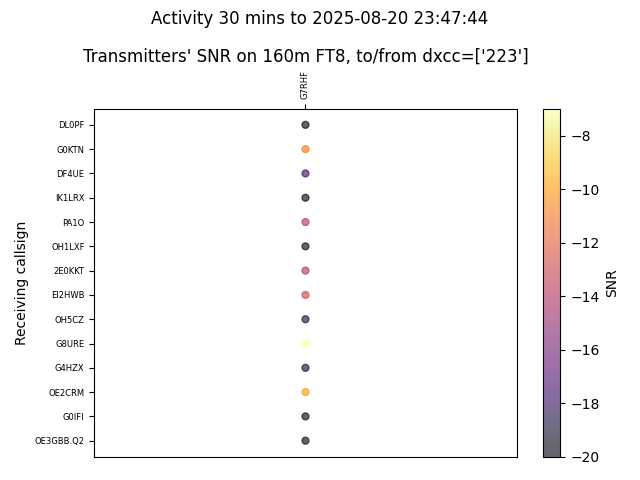 Activity 30 mins to 2025-08-20 23:47:44
Transmitters' SNR on 160m FT8, to/from dxcc=['223']
G7RHF
DL0PF
G0KTN
DF4UE
IK1LRX
PA1O
OH1LXF
2E0KKT
EI2HWB
OH5CZ
G8URE
G4HZX
OE2CRM
G0IFI
OE3GBB.Q2
Receiving callsign
−8
−10
−12
−14
−16
−18
−20
SNR